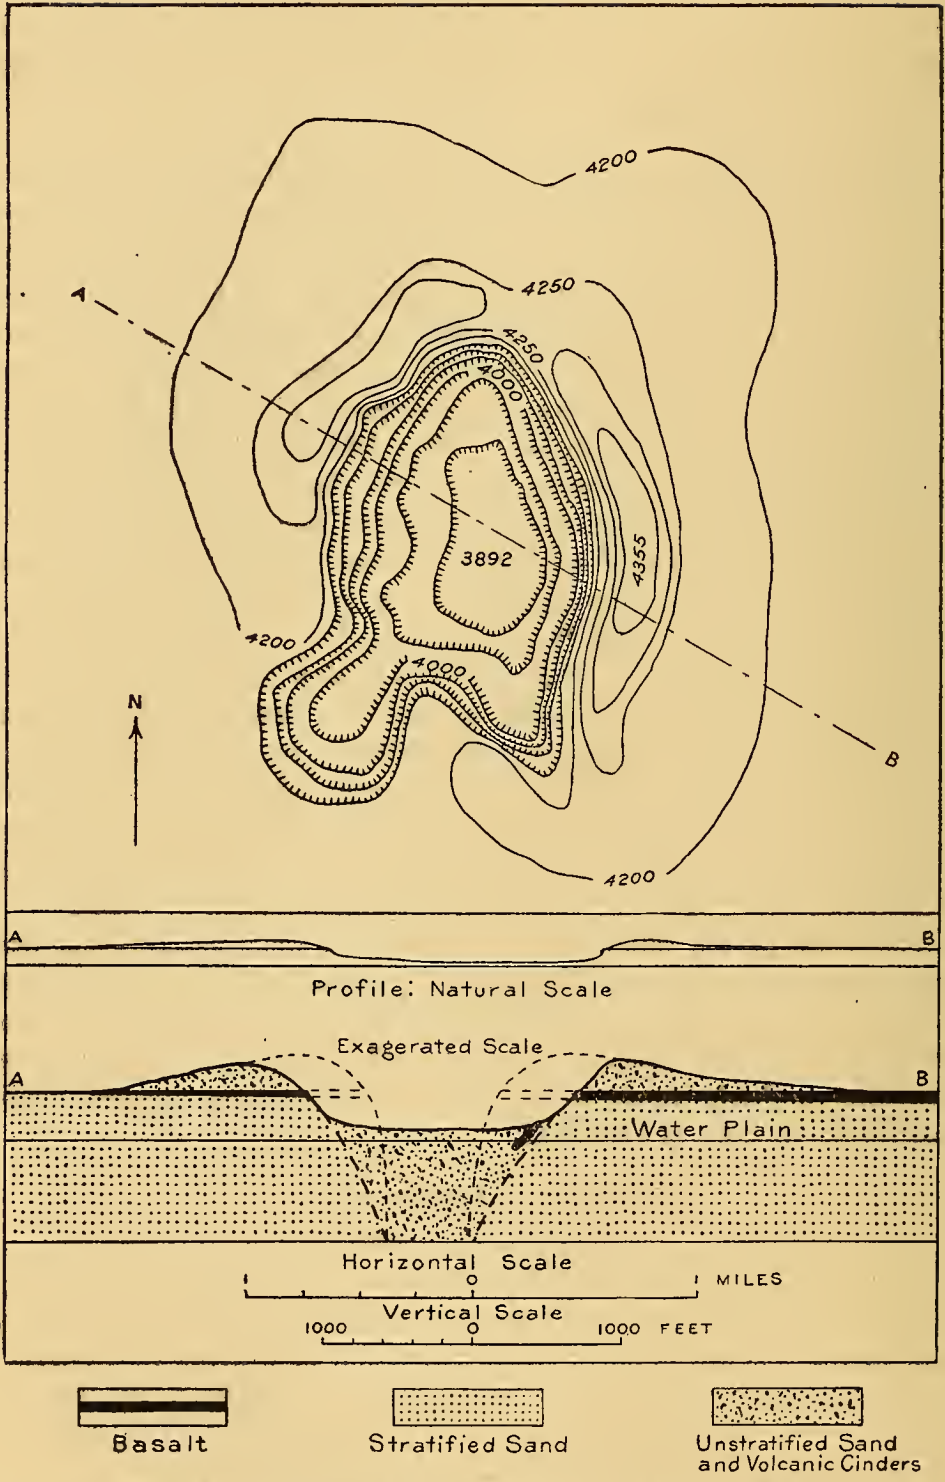 4200
A
4250
4250
4000
3892
4355
4200
4000
N
B
4200
A B
Profile: Natural Scale
Exagerated Scale
A B
Water Plain
Horizontal Scale
1 0 1 MILES
Vertical Scale
1000 0 1000 FEET
Basalt
Stratified Sand
Unstratified Sand
and Volcanic Cinders